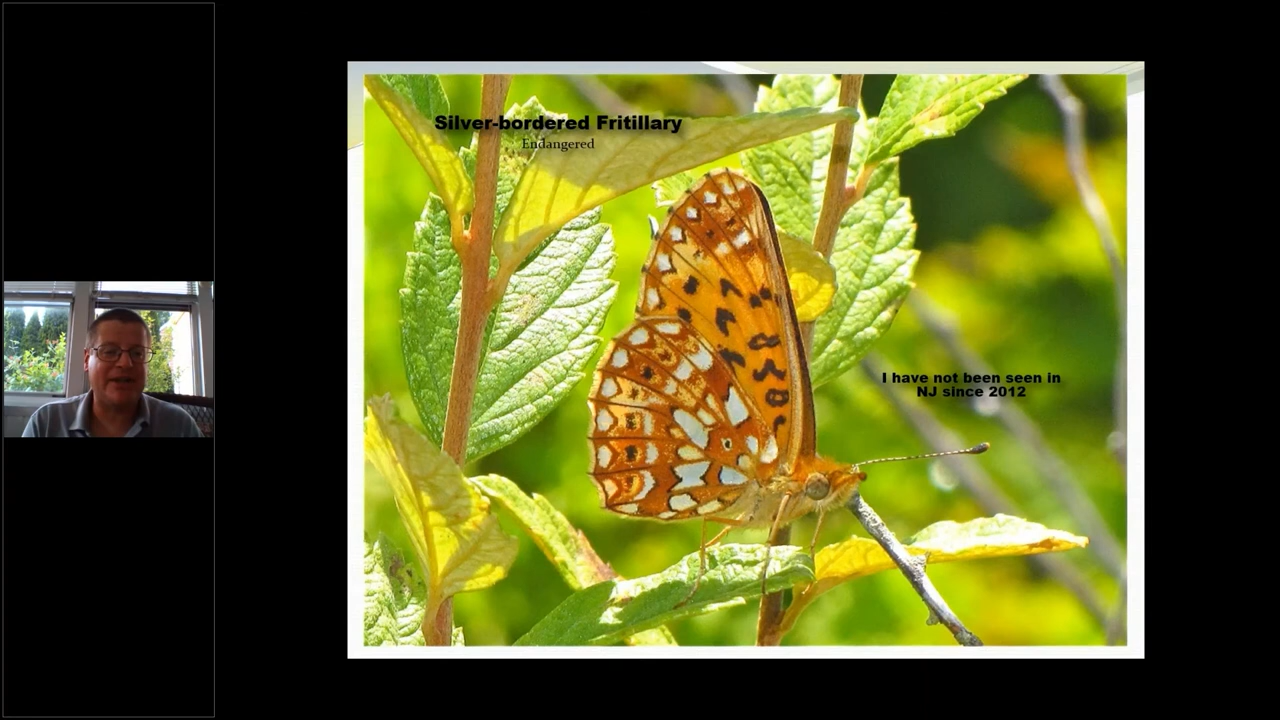 Silver-bordered Fritillary
Endangered
I have not been seen in
NJ since 2012